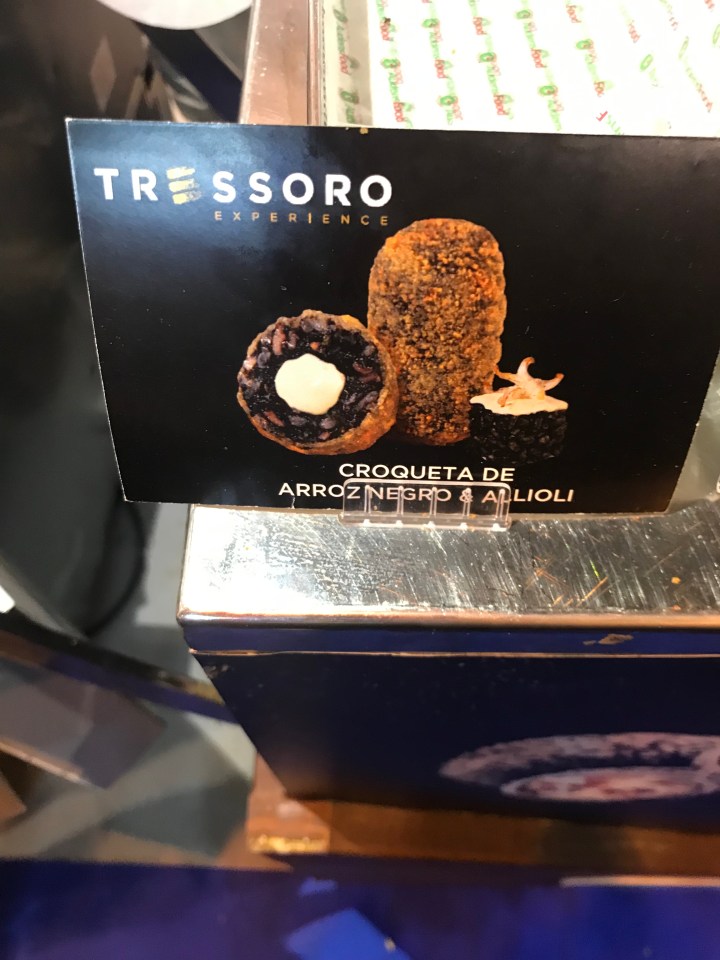 TRESSORO
EXPERIENCE
CROQUETA DE
ARROZ NEGRO & ALLIOLI